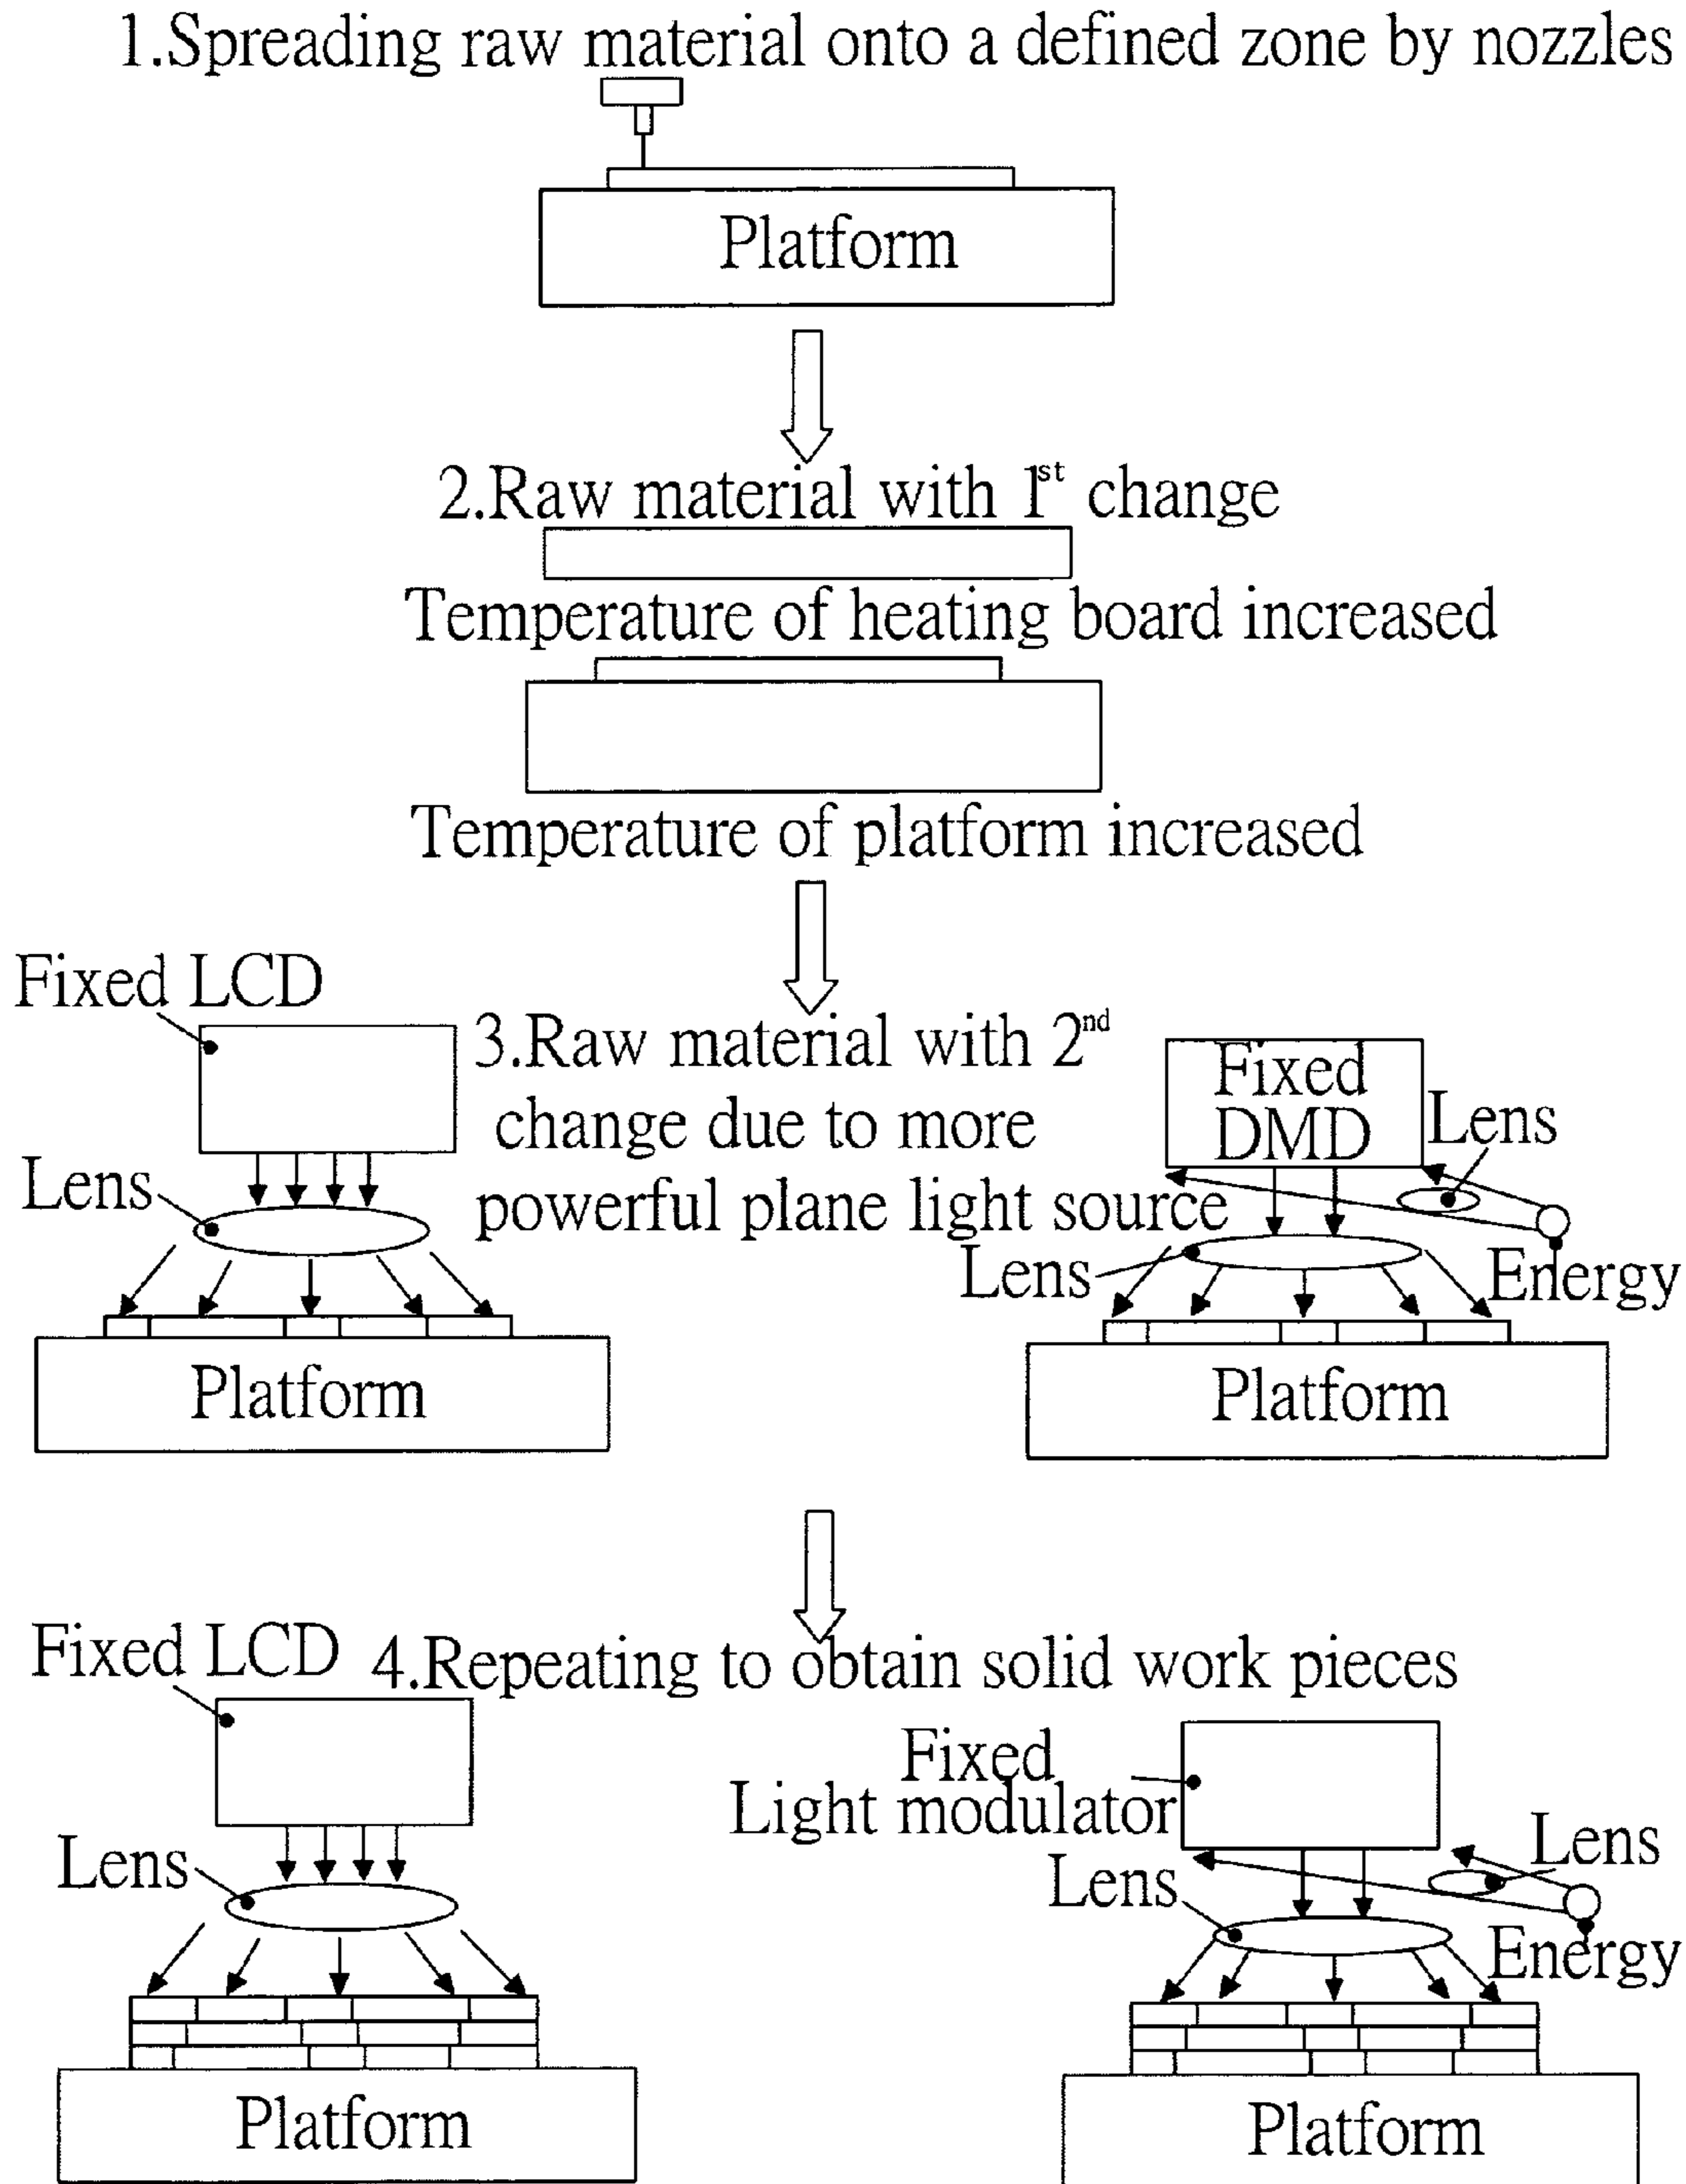 1.Spreading raw material onto a defined zone by nozzles
Platform
2.Raw material with 1st change
Temperature of heating board increased
Temperature of platform increased
Fixed LCD
Lens
Platform
3.Raw material with 2nd
change due to more
powerful plane light source
Fixed
DMD
Lens
Lens
Energy
Platform
Fixed LCD
4.Repeating to obtain solid work pieces
Lens
Platform
Fixed
Light modulator
Lens
Lens
Energy
Platform